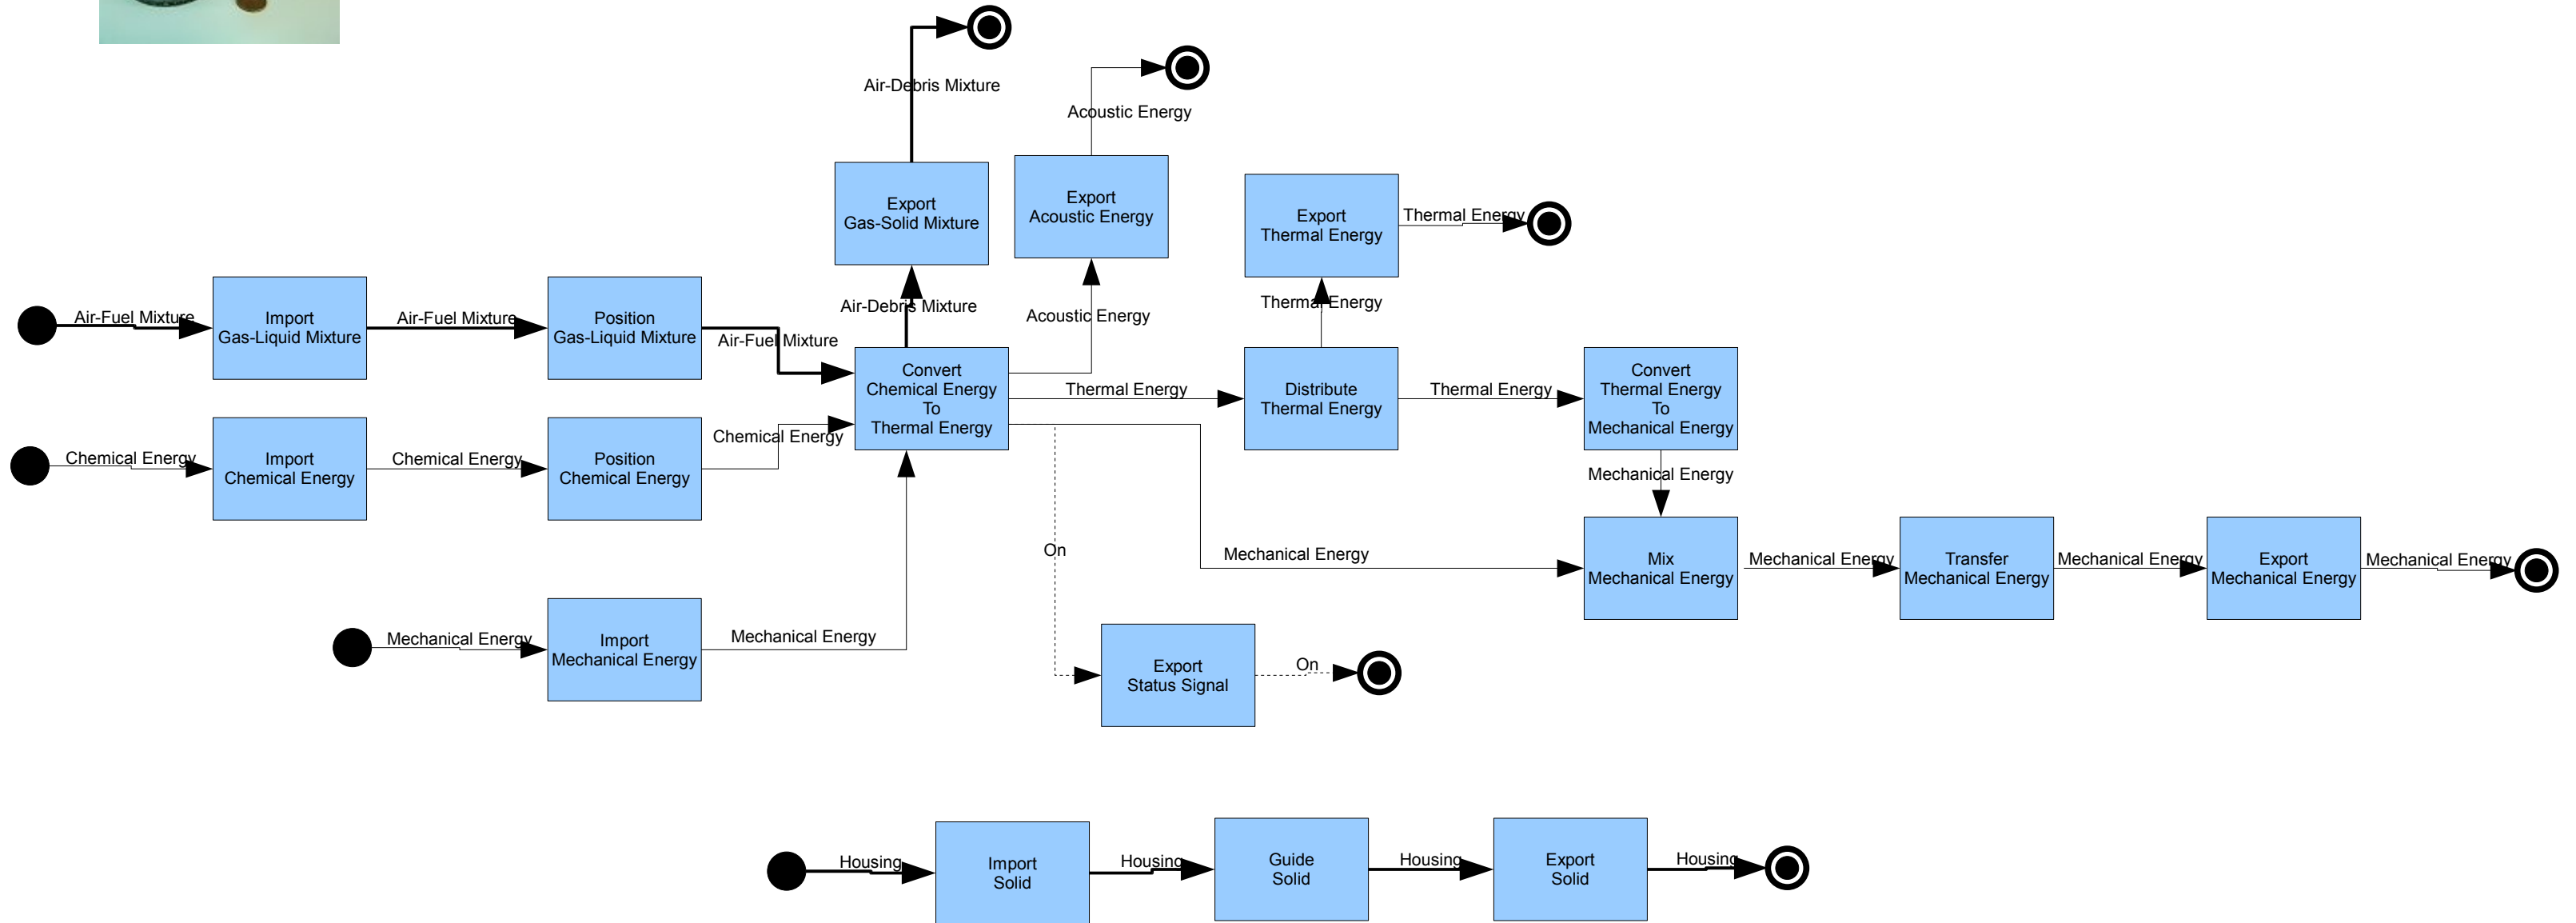 Air-Debris Mixture
Acoustic Energy
Export
Gas-Solid Mixture
Export
Acoustic Energy
Export
Thermal Energy
Thermal Energy
Air-Fuel Mixture
Import
Gas-Liquid Mixture
Air-Fuel Mixture
Position
Gas-Liquid Mixture
Air-Fuel Mixture
Air-Debris Mixture
Acoustic Energy
Thermal Energy
Convert
Chemical Energy
To
Thermal Energy
Thermal Energy
Distribute
Thermal Energy
Thermal Energy
Convert
Thermal Energy
To
Mechanical Energy
Chemical Energy
Import
Chemical Energy
Chemical Energy
Position
Chemical Energy
Chemical Energy
Mechanical Energy
On
Mechanical Energy
Mix
Mechanical Energy
Mechanical Energy
Transfer
Mechanical Energy
Mechanical Energy
Export
Mechanical Energy
Mechanical Energy
Mechanical Energy
Import
Mechanical Energy
Mechanical Energy
Export
Status Signal
On
Housing
Import
Solid
Housing
Guide
Solid
Housing
Export
Solid
Housing